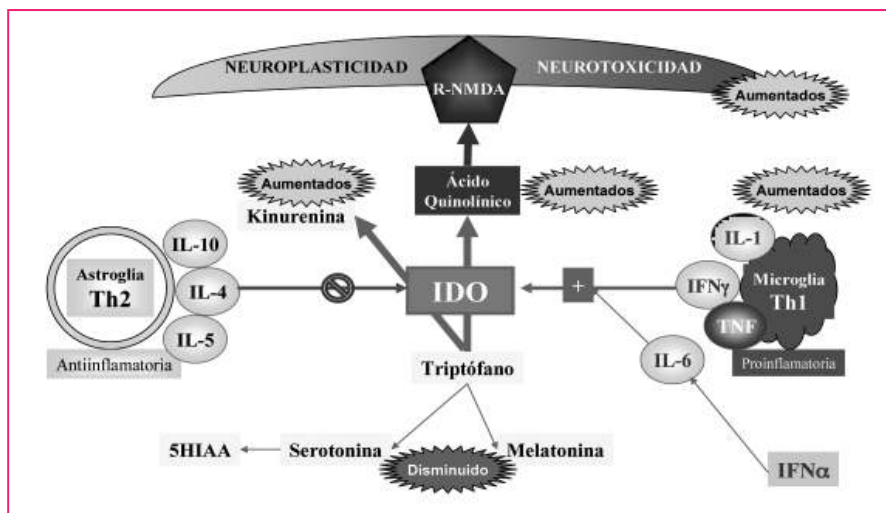 NEUROPLASTICIDAD
NEUROTOXICIDAD
R-NMDA
Aumentados
Aumentados
Kinurenina
Ácido
Quinolínico
Aumentados
Aumentados
IL-10
IL-1
Astroglia
Th2
IL-4
IDO
+
IFNγ
Microglia
Th1
TNF
IL-5
IL-6
Antiinflamatoria
Proinflamatoria
Triptófano
5HIAA
Serotonina
Melatonina
Disminuido
IFNα